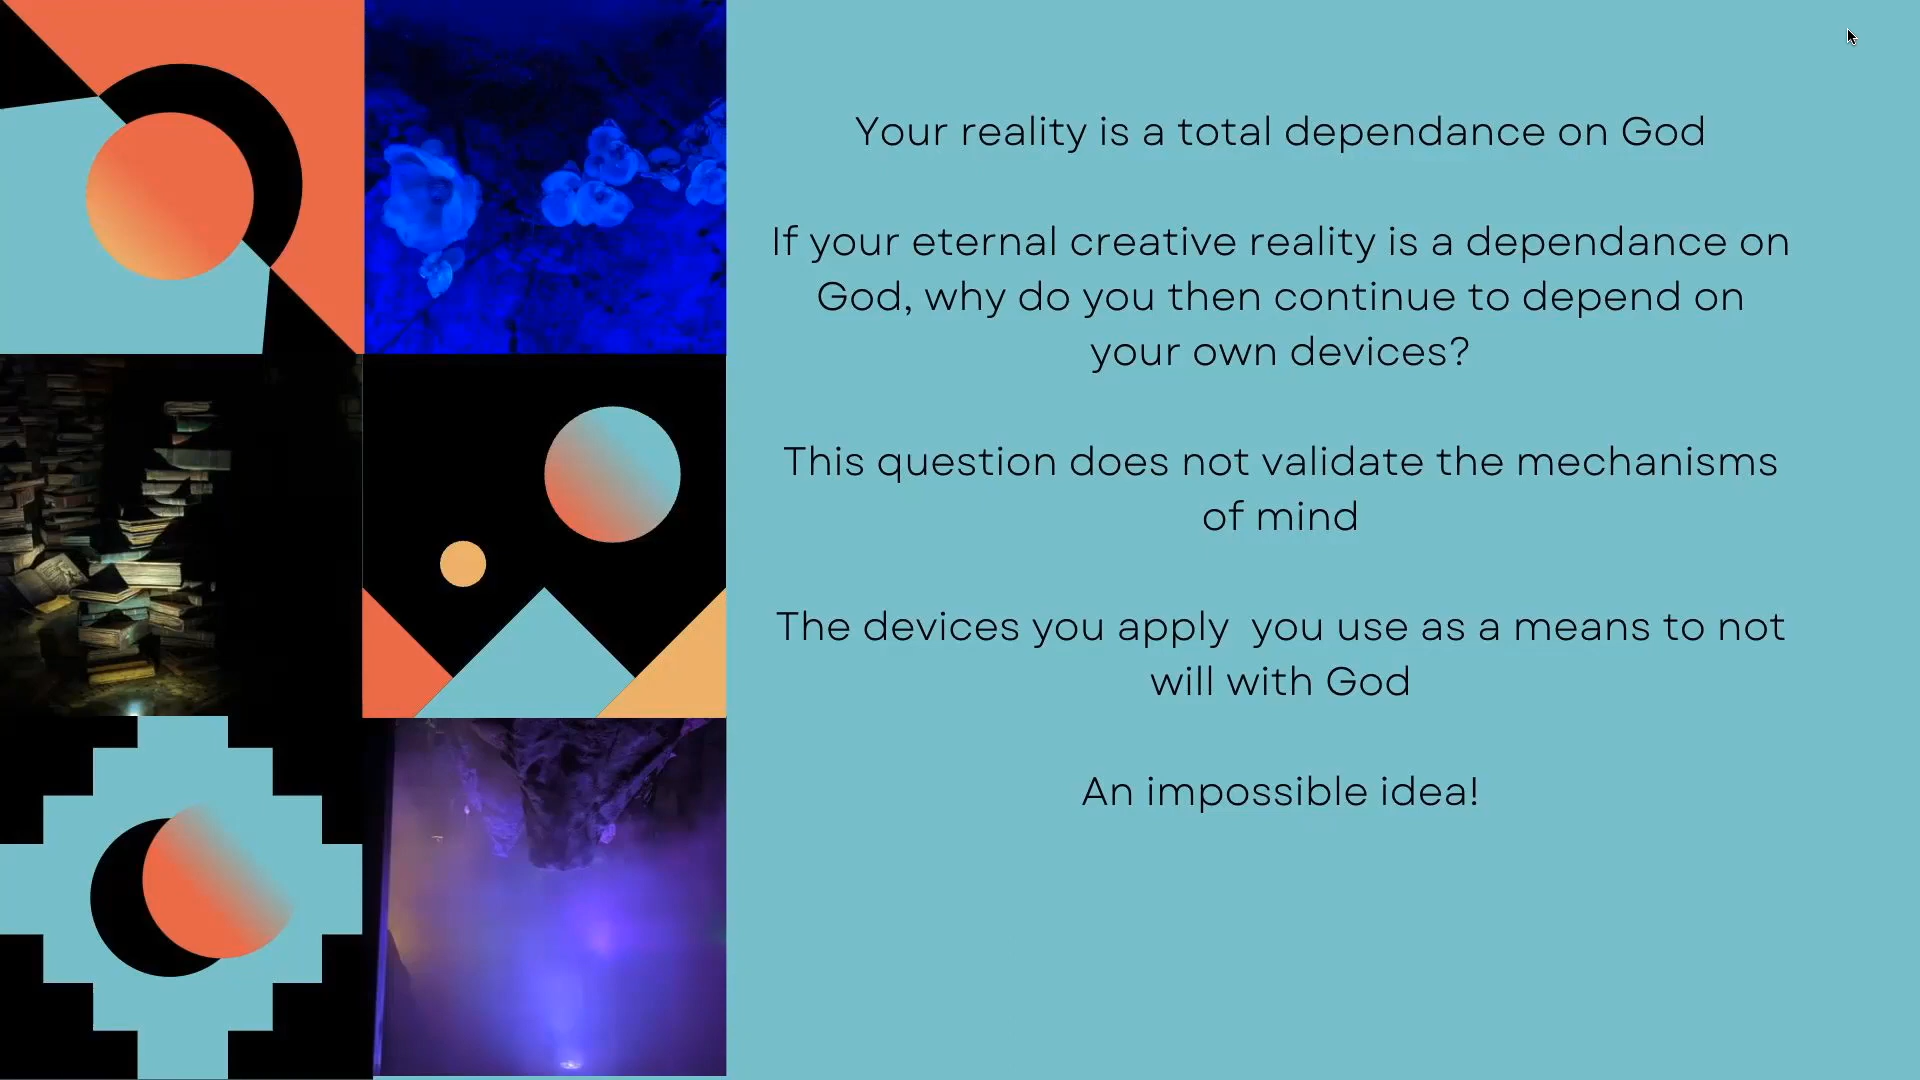 Your reality is a total dependance on God
If your eternal creative reality is a dependance on
God, why do you then continue to depend on
your own devices?
This question does not validate the mechanisms
of mind
The devices you apply  you use as a means to not
will with God
An impossible idea!